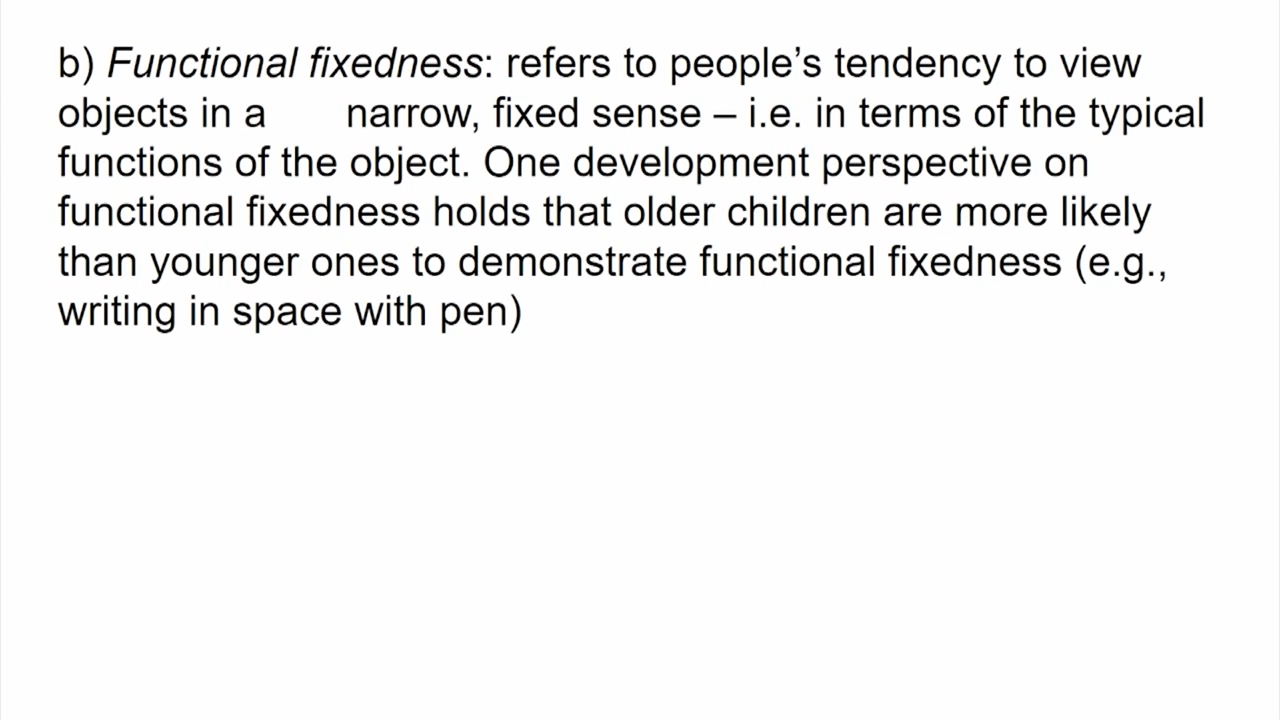 b) Functional fixedness: refers to people’s tendency to view
objects in a narrow, fixed sense – i.e. in terms of the typical
functions of the object. One development perspective on
functional fixedness holds that older children are more likely
than younger ones to demonstrate functional fixedness (e.g.,
writing in space with pen)